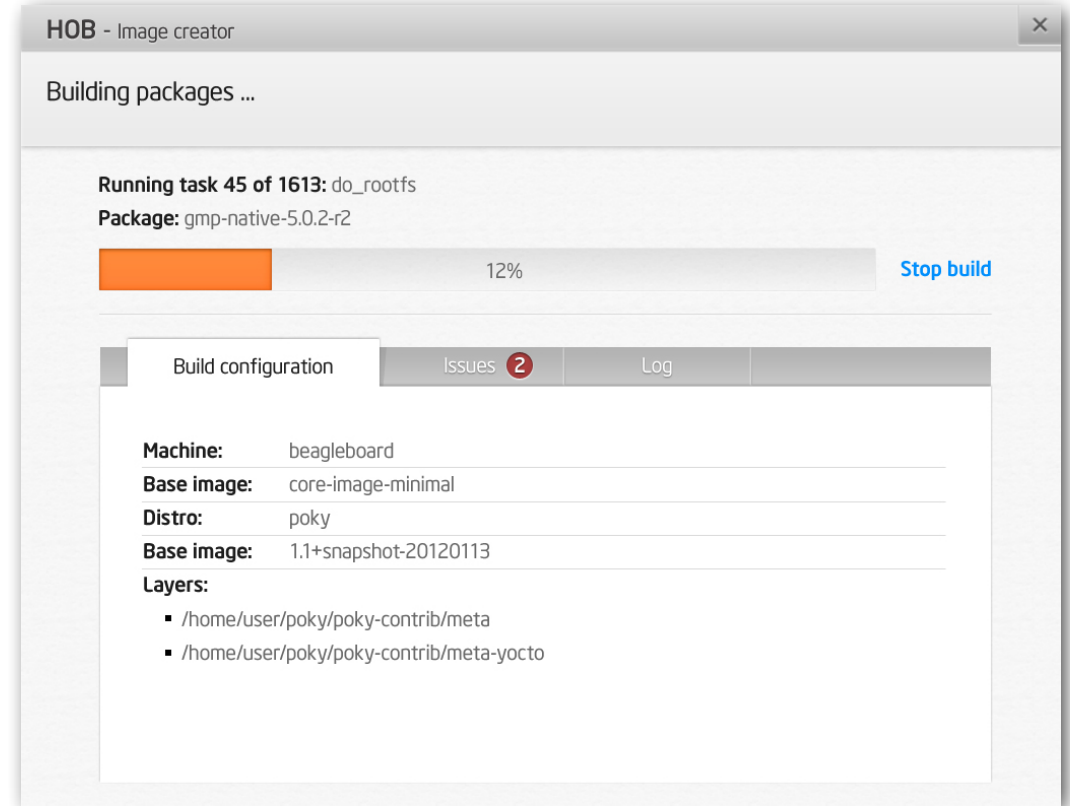 HOB - Image creator
Building packages ...
Running task 45 of 1613: do_rootfs
Package: gmp-native-5.0.2-r2
12%
Stop build
Build configuration
Issues 2
Log
Machine: beagleboard
Base image: core-image-minimal
Distro: poky
Base image: 1.1+snapshot-20120113
Layers:
▪ /home/user/poky/poky-contrib/meta
▪ /home/user/poky/poky-contrib/meta-yocto